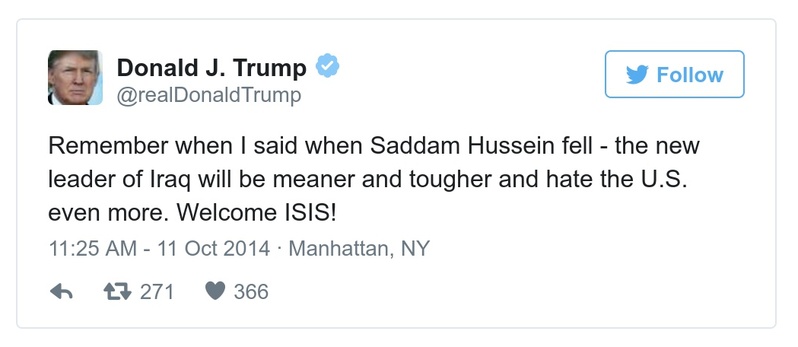 Donald J. Trump
@realDonaldTrump
Follow
Remember when I said when Saddam Hussein fell - the new
leader of Iraq will be meaner and tougher and hate the U.S.
even more. Welcome ISIS!
11:25 AM - 11 Oct 2014 · Manhattan, NY
271 366